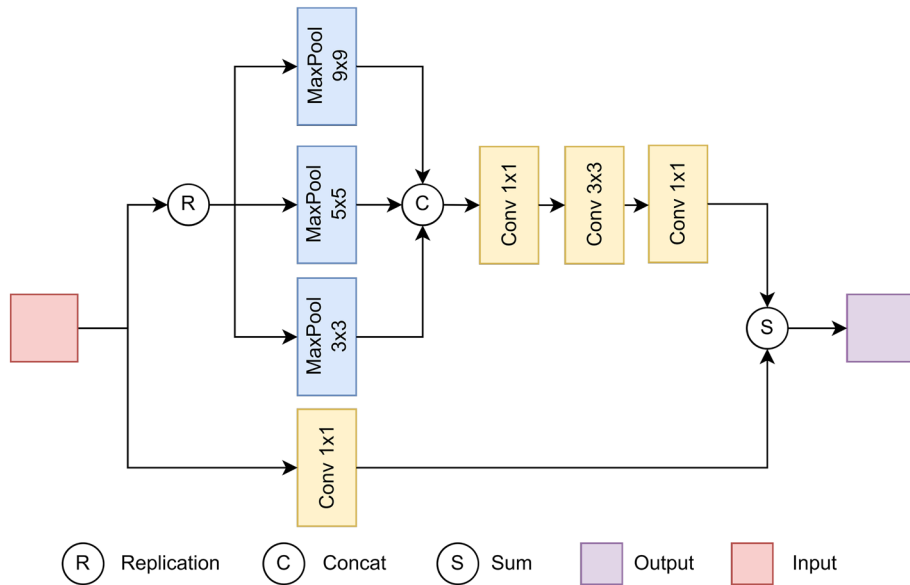 MaxPool
9x9
R
MaxPool
5x5
C
Conv 1x1
Conv 3x3
Conv 1x1
MaxPool
3x3
S
Conv 1x1
R Replication
C Concat
S Sum
Output
Input